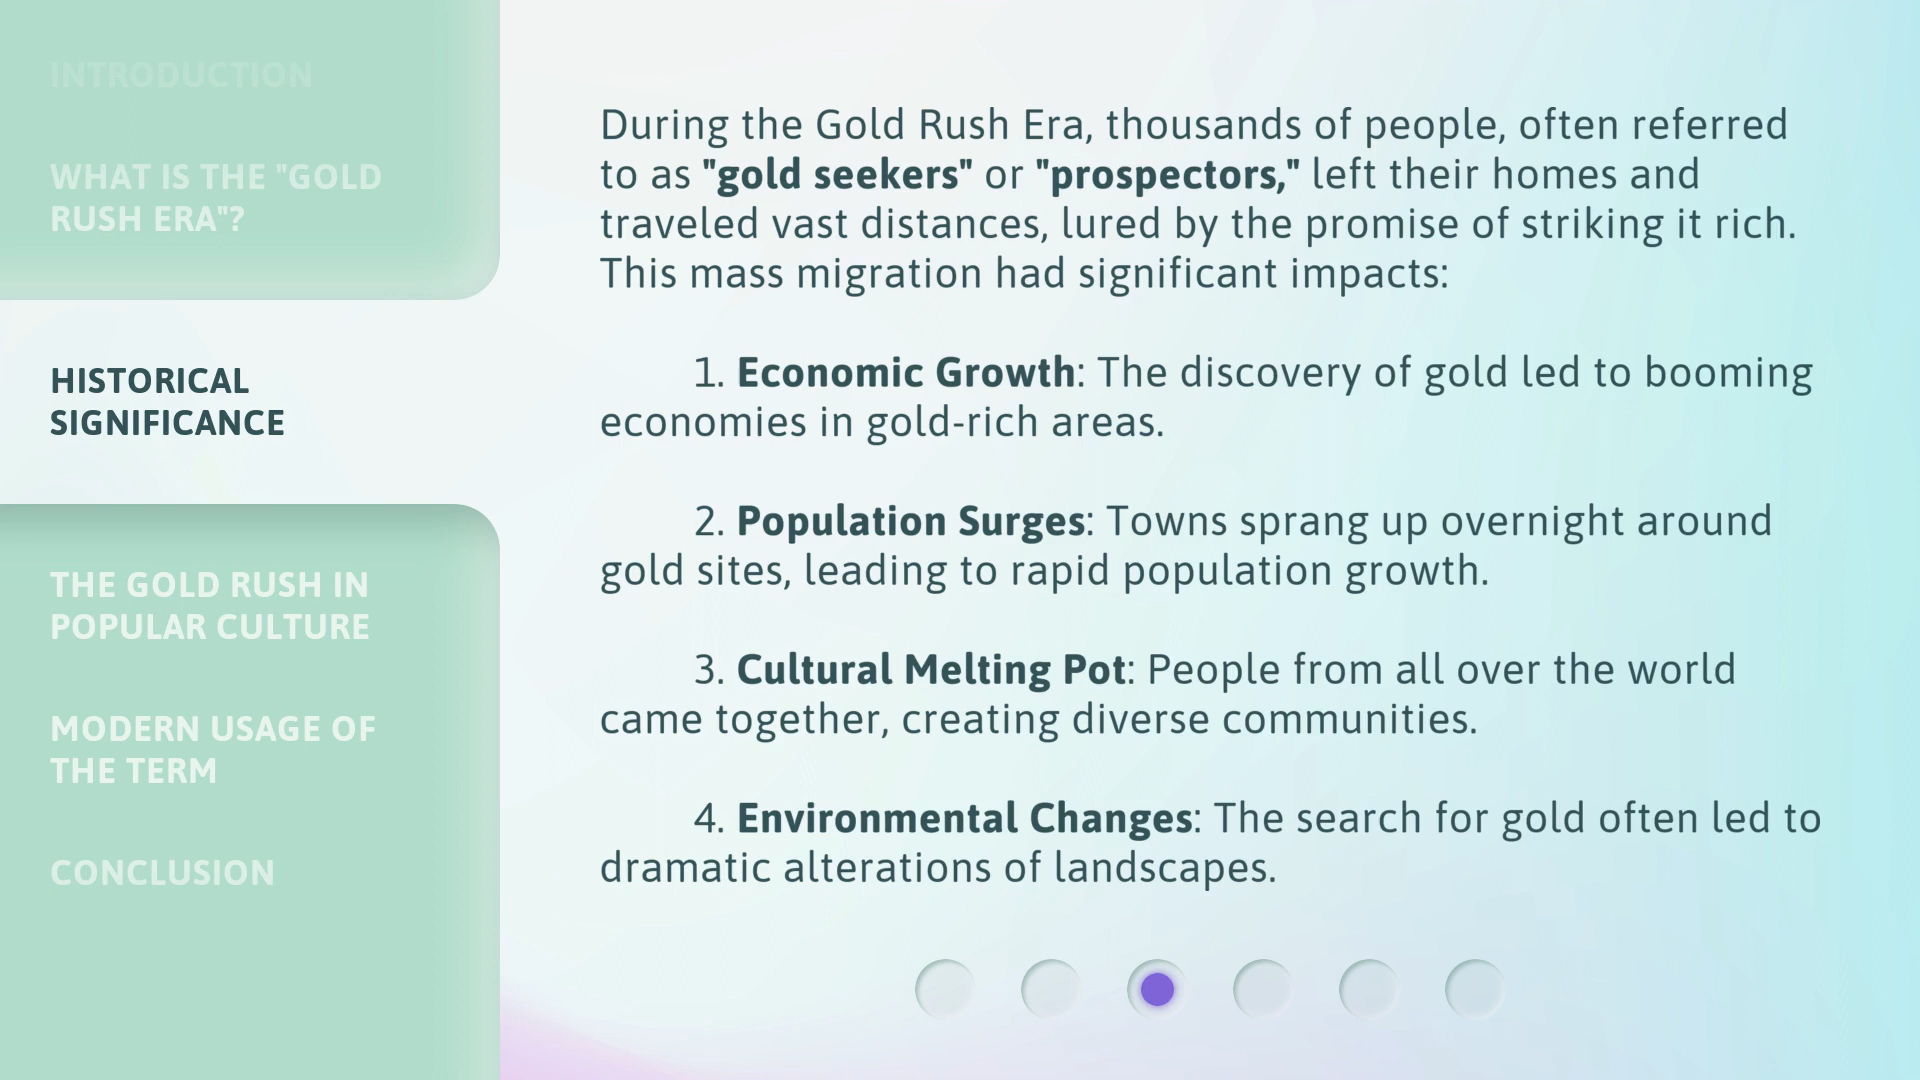 INTRODUCTION
WHAT IS THE "GOLD
RUSH ERA"?
HISTORICAL
SIGNIFICANCE
THE GOLD RUSH IN
POPULAR CULTURE
MODERN USAGE OF
THE TERM
CONCLUSION
During the Gold Rush Era, thousands of people, often referred
to as "gold seekers" or "prospectors," left their homes and
traveled vast distances, lured by the promise of striking it rich.
This mass migration had significant impacts:
1. Economic Growth: The discovery of gold led to booming
economies in gold-rich areas.
2. Population Surges: Towns sprang up overnight around
gold sites, leading to rapid population growth.
3. Cultural Melting Pot: People from all over the world
came together, creating diverse communities.
4. Environmental Changes: The search for gold often led to
dramatic alterations of landscapes.